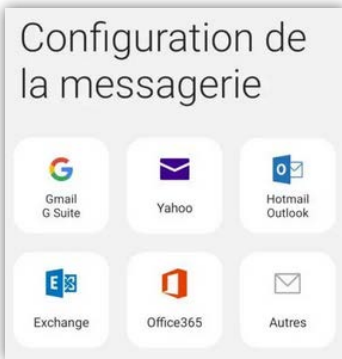 Configuration de
la messagerie
Gmail
G Suite
Yahoo
Hotmail
Outlook
Exchange
Office365
Autres